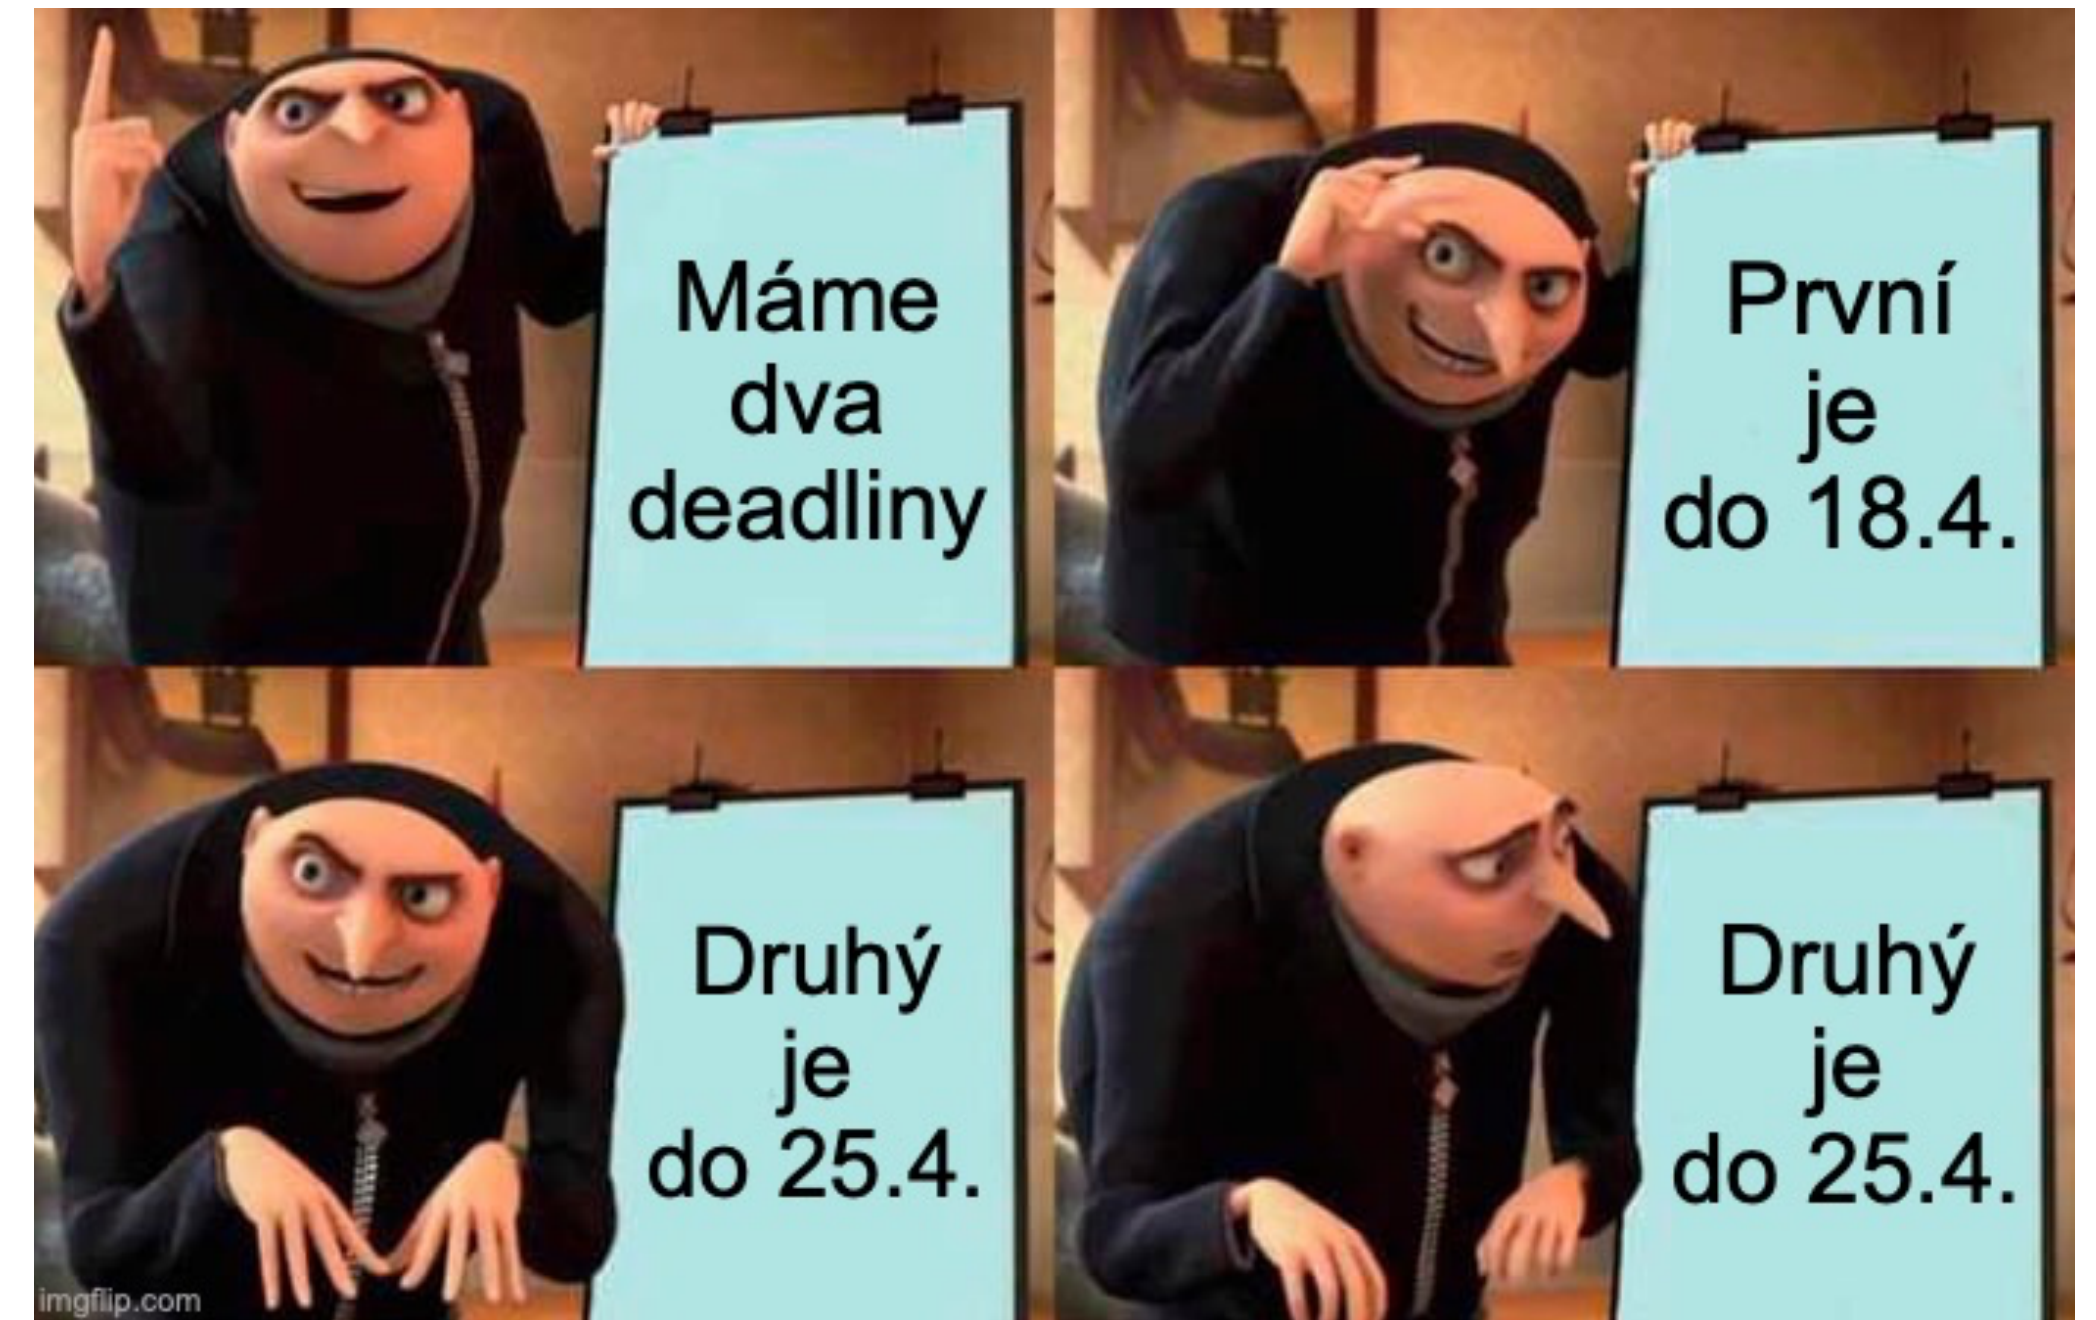 Máme
dva
deadliny
První
je
do 18.4.
Druhý
je
do 25.4.
Druhý
je
do 25.4.
imgflip.com